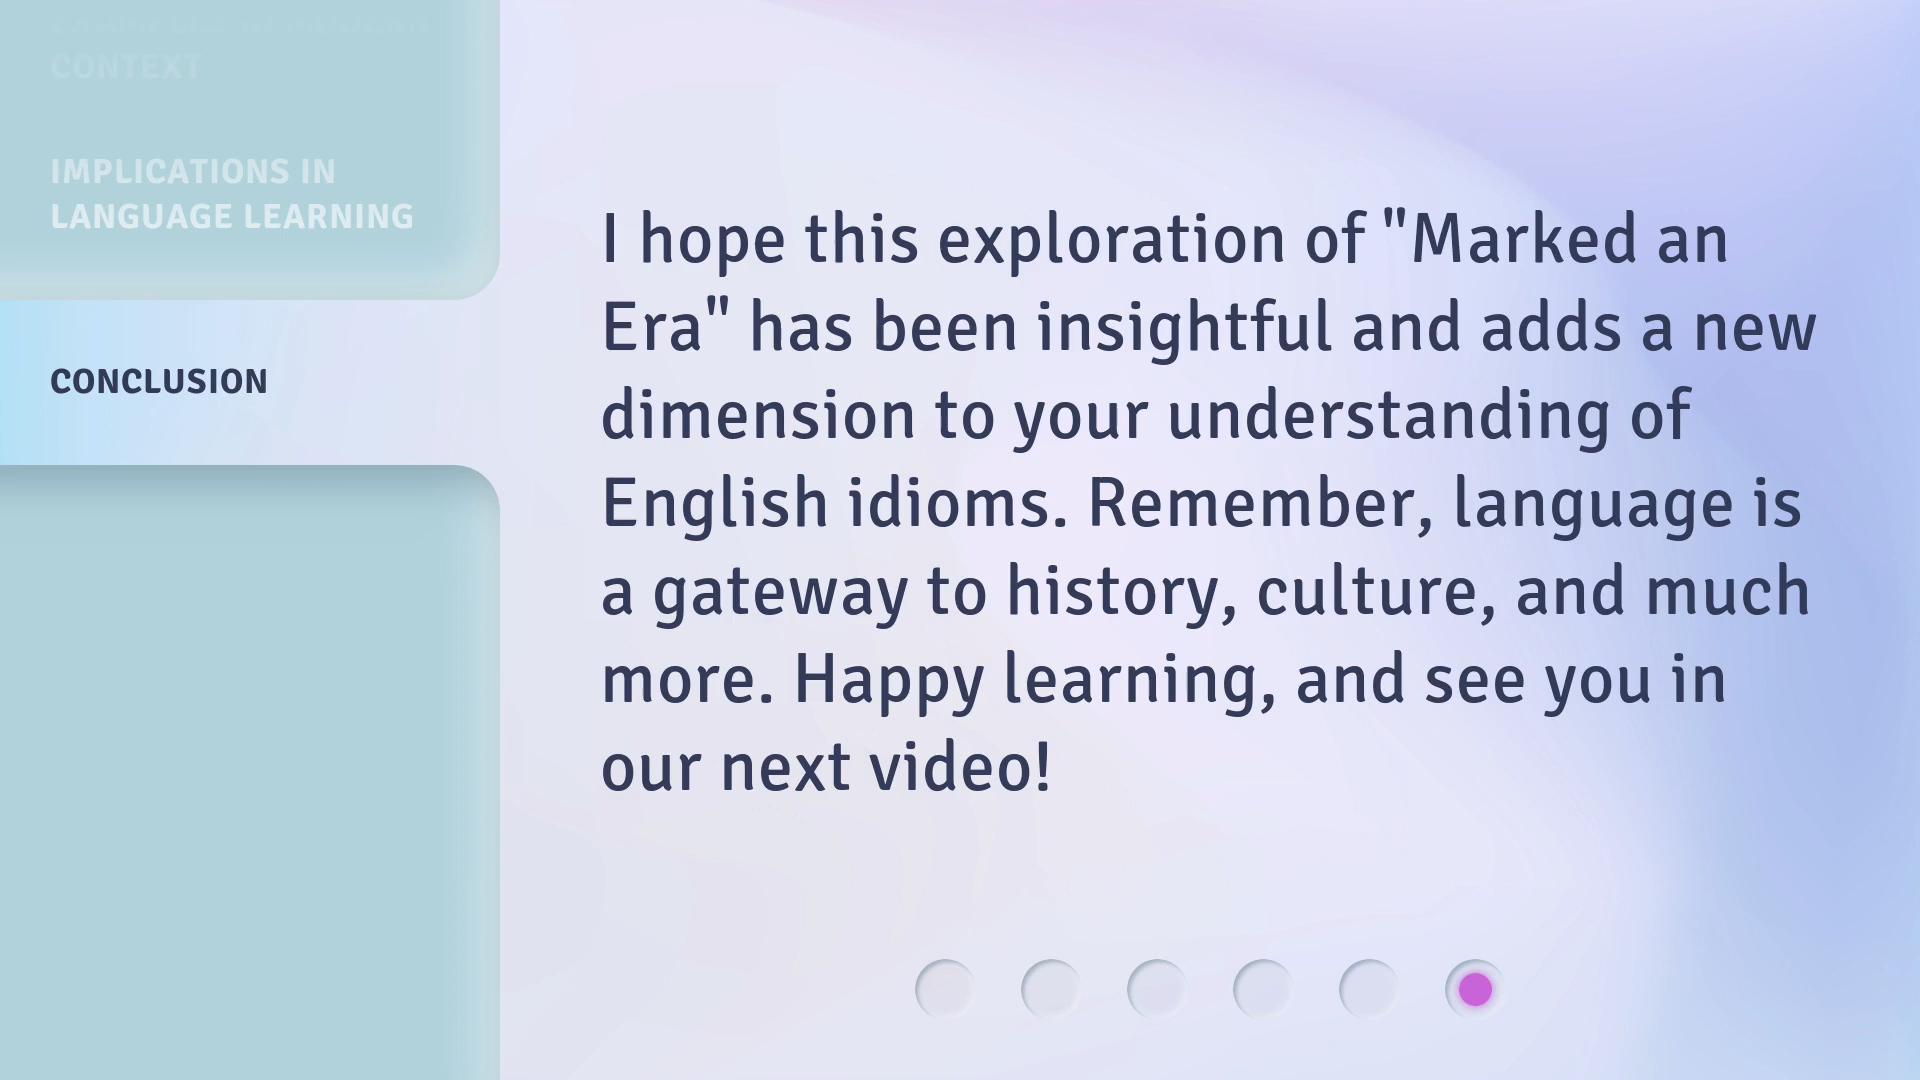 CONTEXT
IMPLICATIONS IN
LANGUAGE LEARNING
CONCLUSION
I hope this exploration of "Marked an
Era" has been insightful and adds a new
dimension to your understanding of
English idioms. Remember, language is
a gateway to history, culture, and much
more. Happy learning, and see you in
our next video!